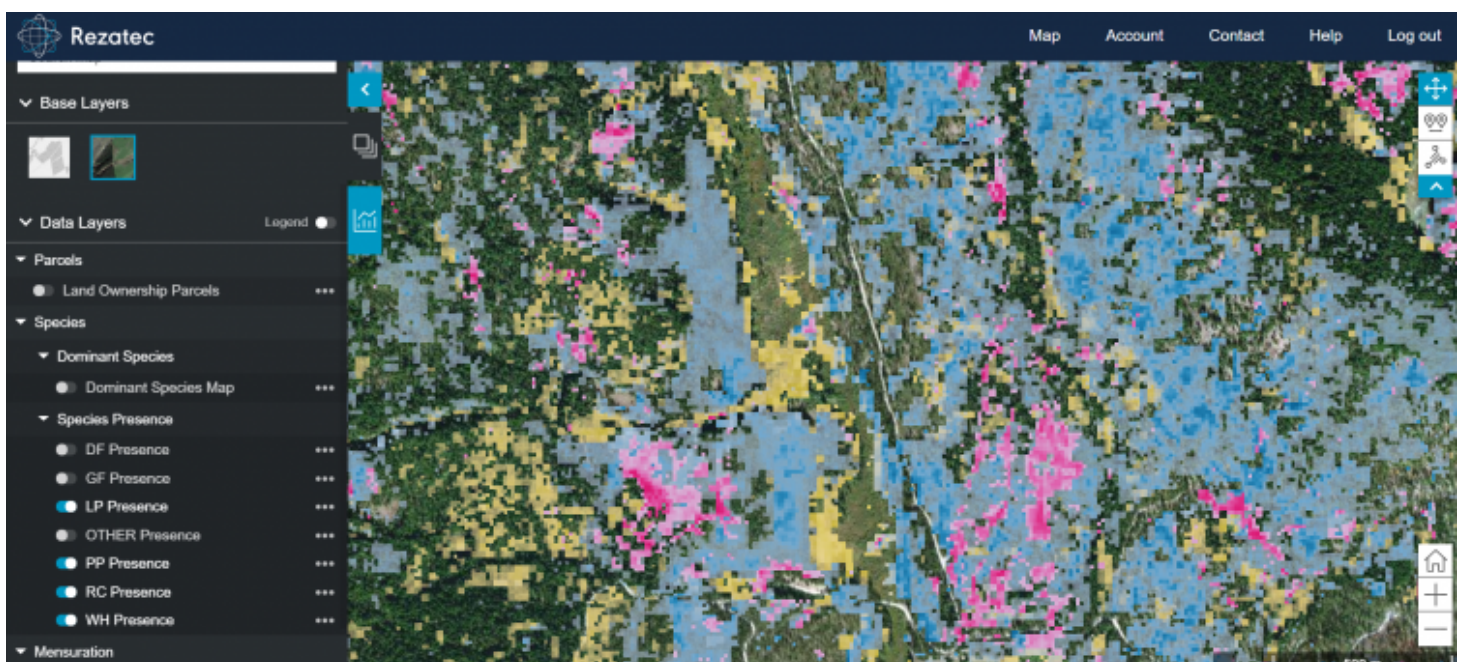 Rezatec
Map Account Contact Help Log out
Base Layers
Data Layers Legend
Parcels
Land Ownership Parcels
Species
Dominant Species
Dominant Species Map
Species Presence
DF Presence
GF Presence
LP Presence
OTHER Presence
PP Presence
RC Presence
WH Presence
Mensuration